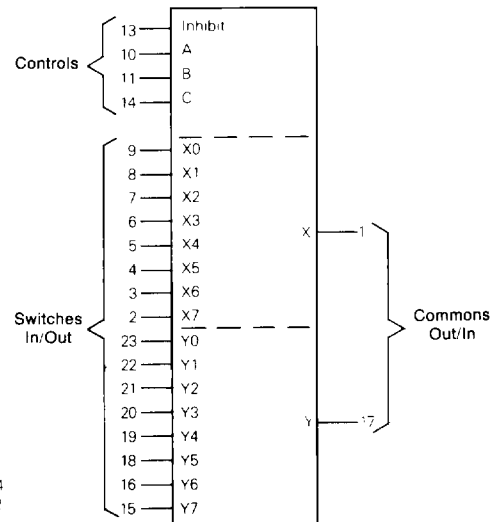 13 Inhibit
10 A
Controls
11 B
14 C
9 X0
8 X1
7 X2
6 X3
X 1
5 X4
4 X5
3 X6
2 X7
Switches
In/Out
Commons
Out/In
23 Y0
22 Y1
21 Y2
20 Y3
Y 17
19 Y4
18 Y5
16 Y6
15 Y7